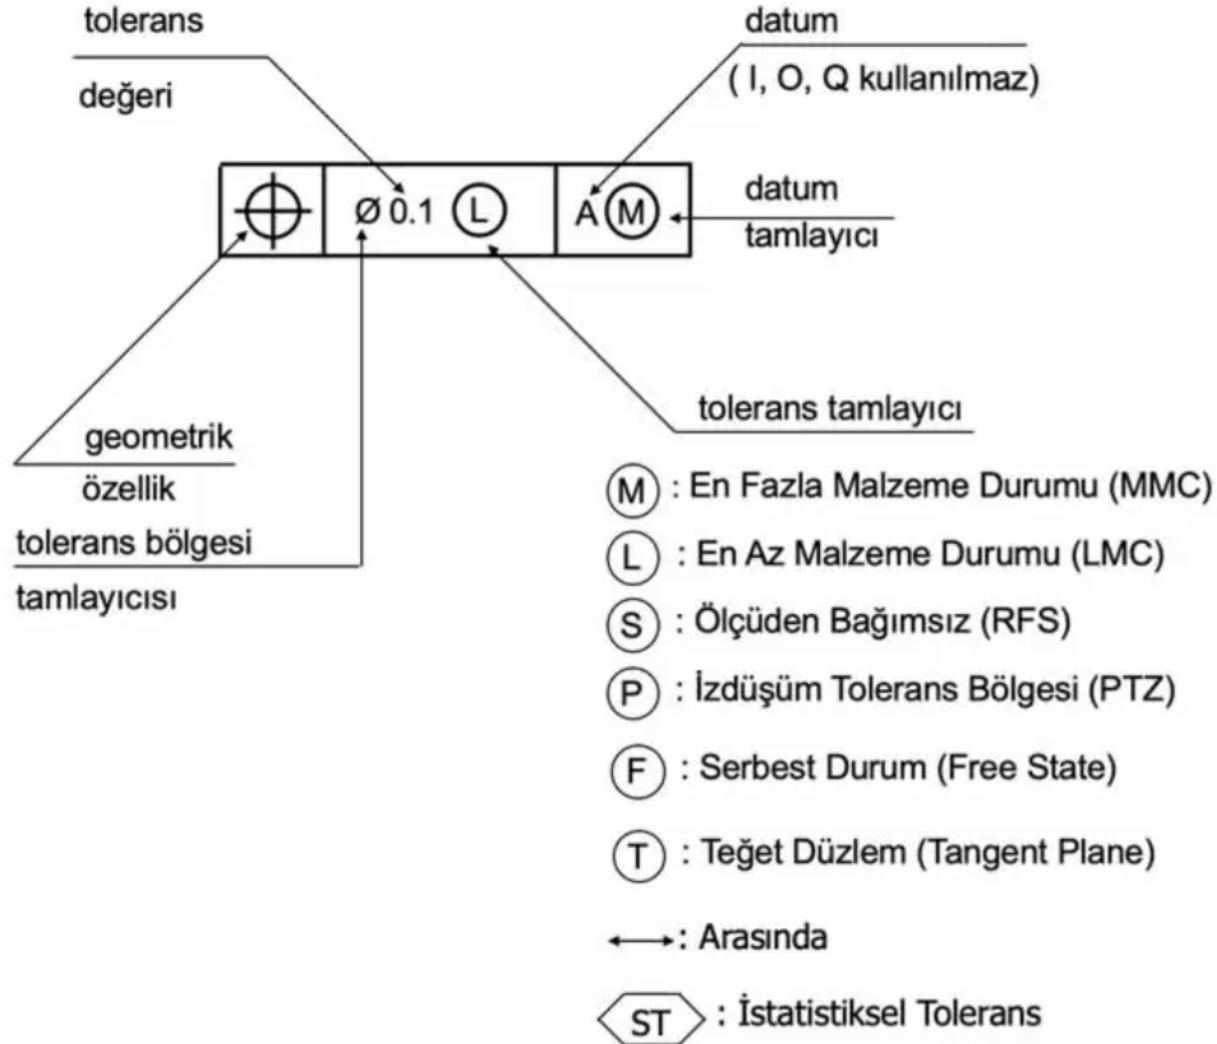 tolerans
değeri
datum
( I, O, Q kullanılmaz)
Ø 0.1 L A M
datum
tamlayıcı
tolerans tamlayıcı
geometrik
özellik
tolerans bölgesi
tamlayıcısı
M : En Fazla Malzeme Durumu (MMC)
L : En Az Malzeme Durumu (LMC)
S : Ölçüden Bağımsız (RFS)
P : İzdüşüm Tolerans Bölgesi (PTZ)
F : Serbest Durum (Free State)
T : Teğet Düzlem (Tangent Plane)
: Arasında
ST : İstatistiksel Tolerans